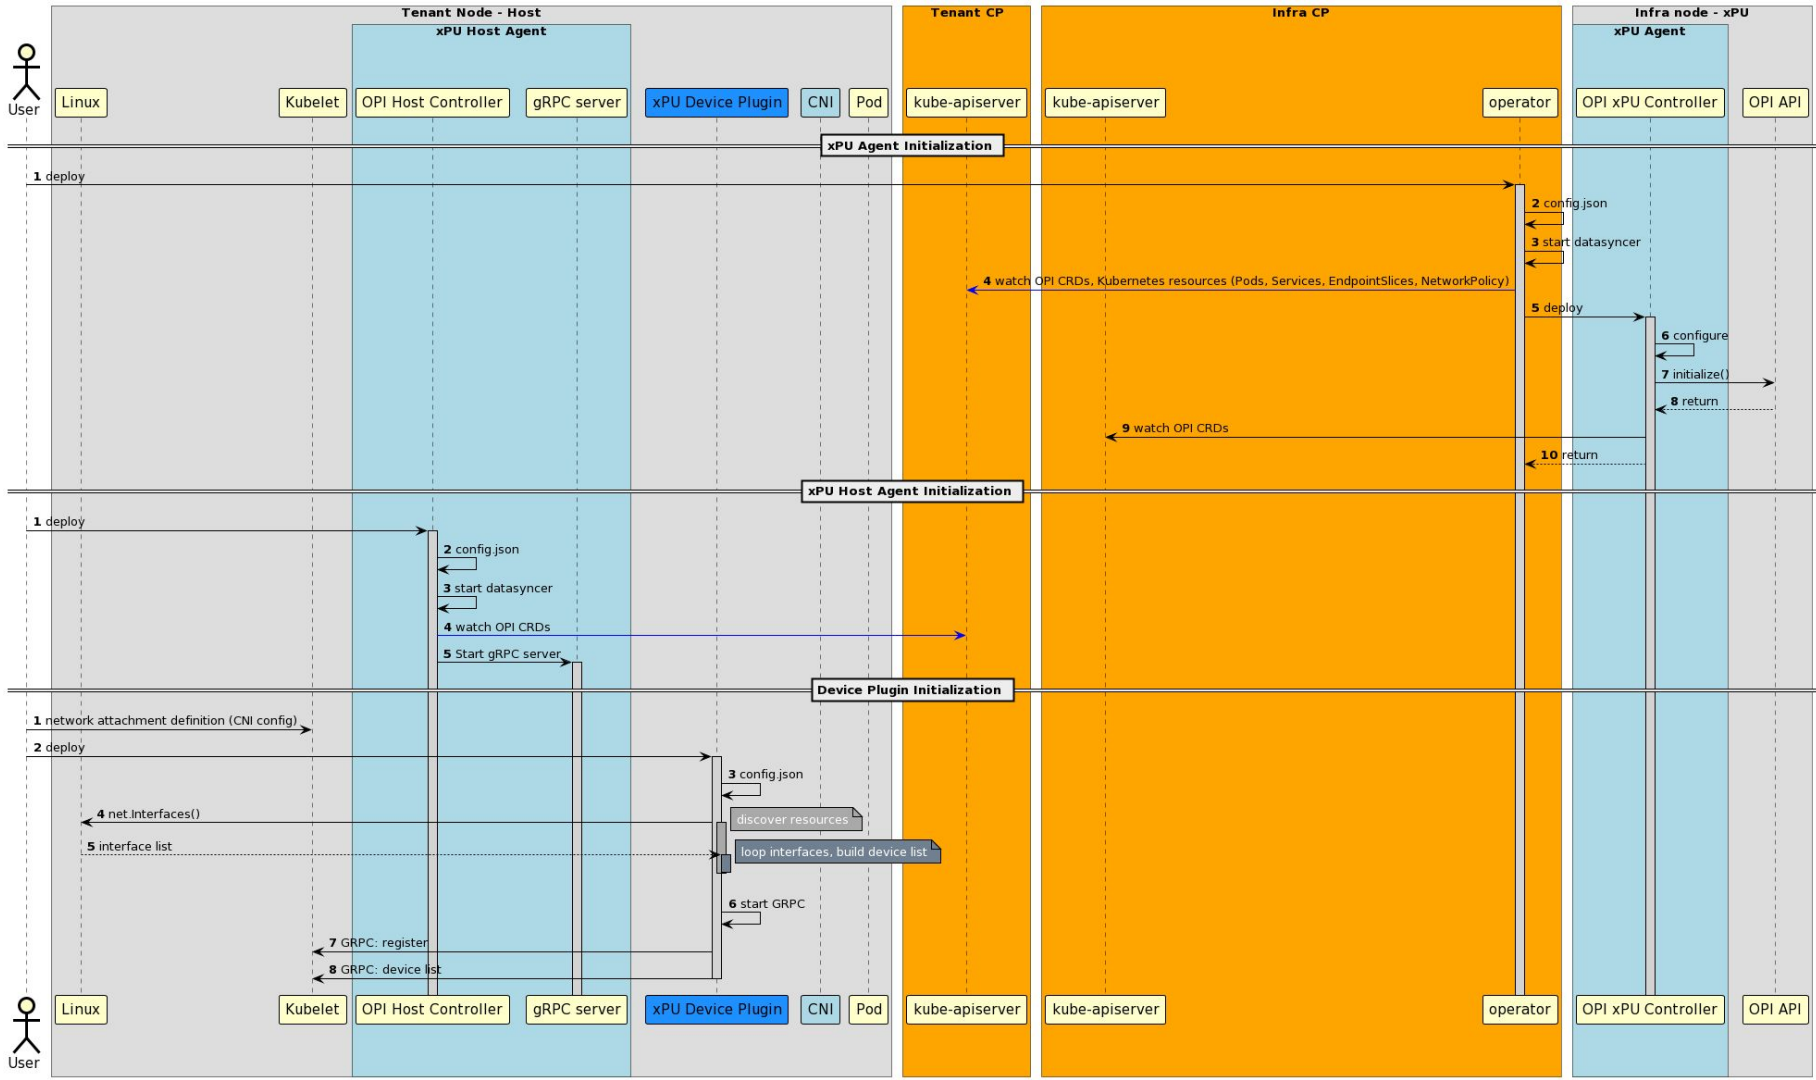 Tenant Node - Host
Tenant CP
Infra CP
Infra node - xPU
xPU Host Agent
xPU Agent
User
Linux
Kubelet
OPI Host Controller
gRPC server
xPU Device Plugin
CNI
Pod
kube-apiserver
kube-apiserver
operator
OPI xPU Controller
OPI API
xPU Agent Initialization
1 deploy
2 config.json
3 start datasyncer
4 watch OPI CRDs, Kubernetes resources (Pods, Services, EndpointSlices, NetworkPolicy)
5 deploy
6 configure
7 initialize()
8 return
9 watch OPI CRDs
10 return
xPU Host Agent Initialization
1 deploy
2 config.json
3 start datasyncer
4 watch OPI CRDs
5 Start gRPC server
Device Plugin Initialization
1 network attachment definition (CNI config)
2 deploy
3 config.json
4 net.Interfaces()
discover resources
5 interface list
loop interfaces, build device list
6 start GRPC
7 GRPC: register
8 GRPC: device list
User
Linux
Kubelet
OPI Host Controller
gRPC server
xPU Device Plugin
CNI
Pod
kube-apiserver
kube-apiserver
operator
OPI xPU Controller
OPI API